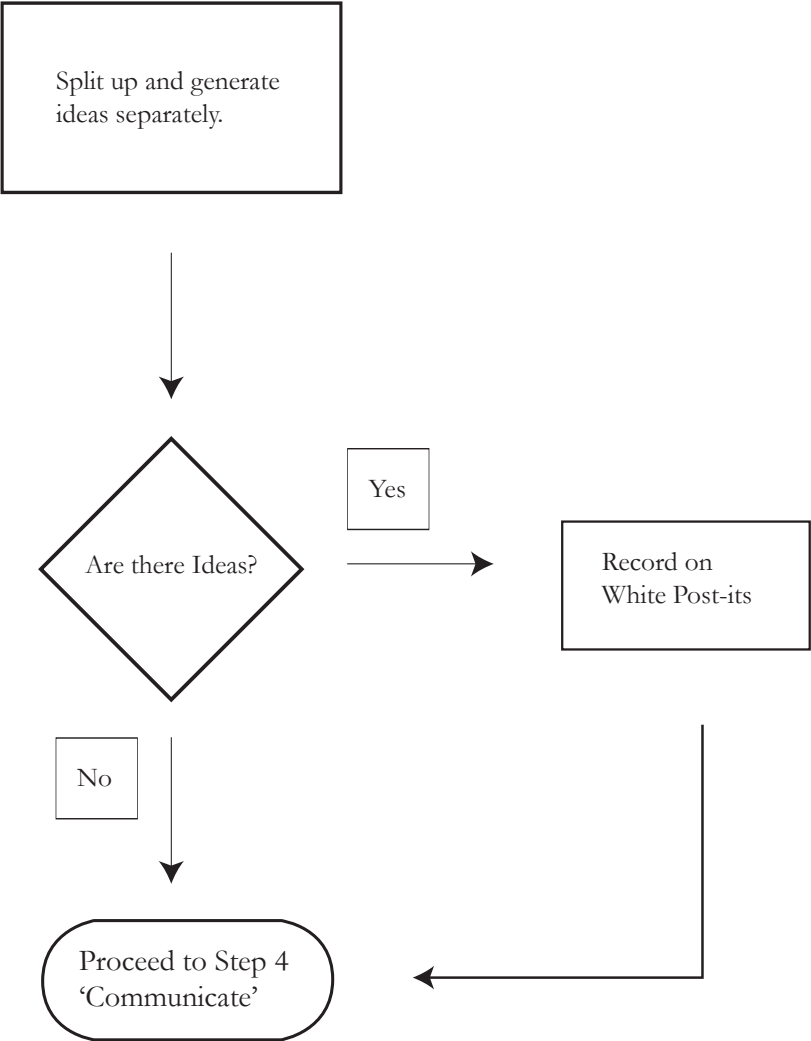 Split up and generate
ideas separately.
Yes
Are there Ideas?
Record on
White Post-its
No
Proceed to Step 4
‘Communicate’